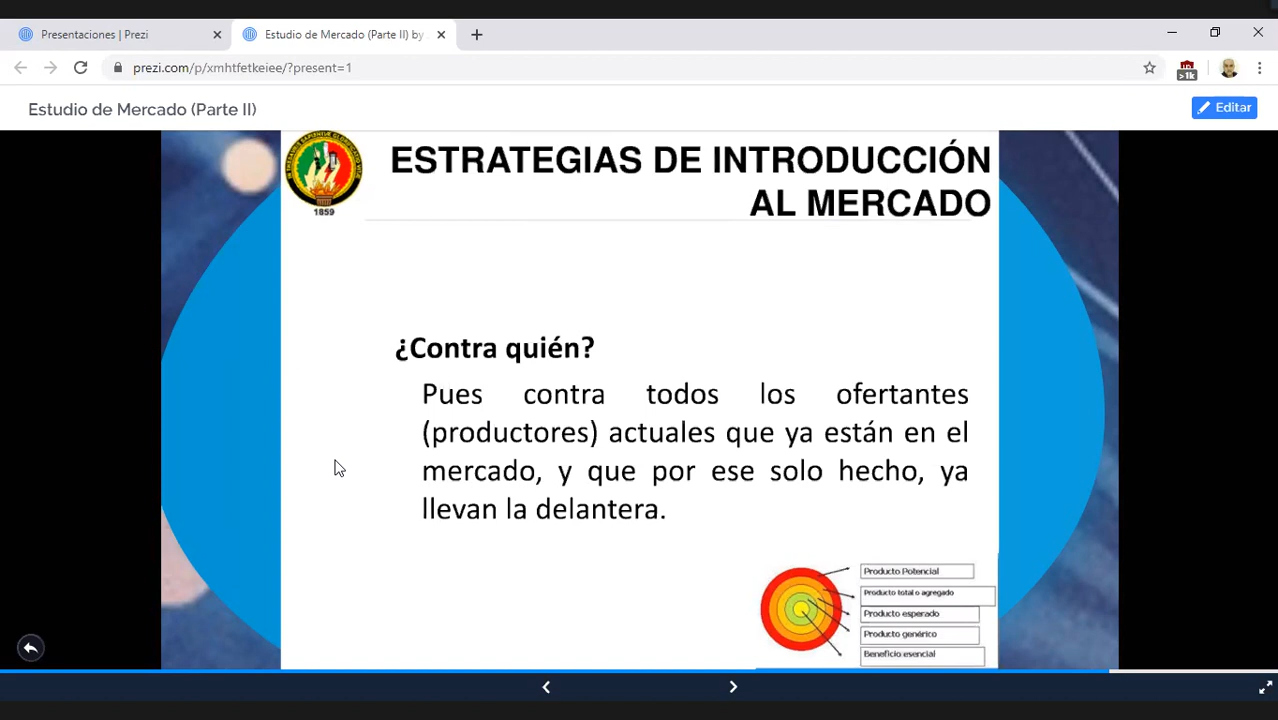 Presentaciones | Prezi
Estudio de Mercado (Parte II) by
prezi.com/p/xmhtfetkeiee/?present=1
>1k
Estudio de Mercado (Parte II)
Editar
1859
ESTRATEGIAS DE INTRODUCCIÓN
AL MERCADO
¿Contra quién?
Pues contra todos los ofertantes
(productores) actuales que ya están en el
mercado, y que por ese solo hecho, ya
llevan la delantera.
Producto Potencial
Producto total o agregado
Producto esperado
Producto genérico
Beneficio esencial